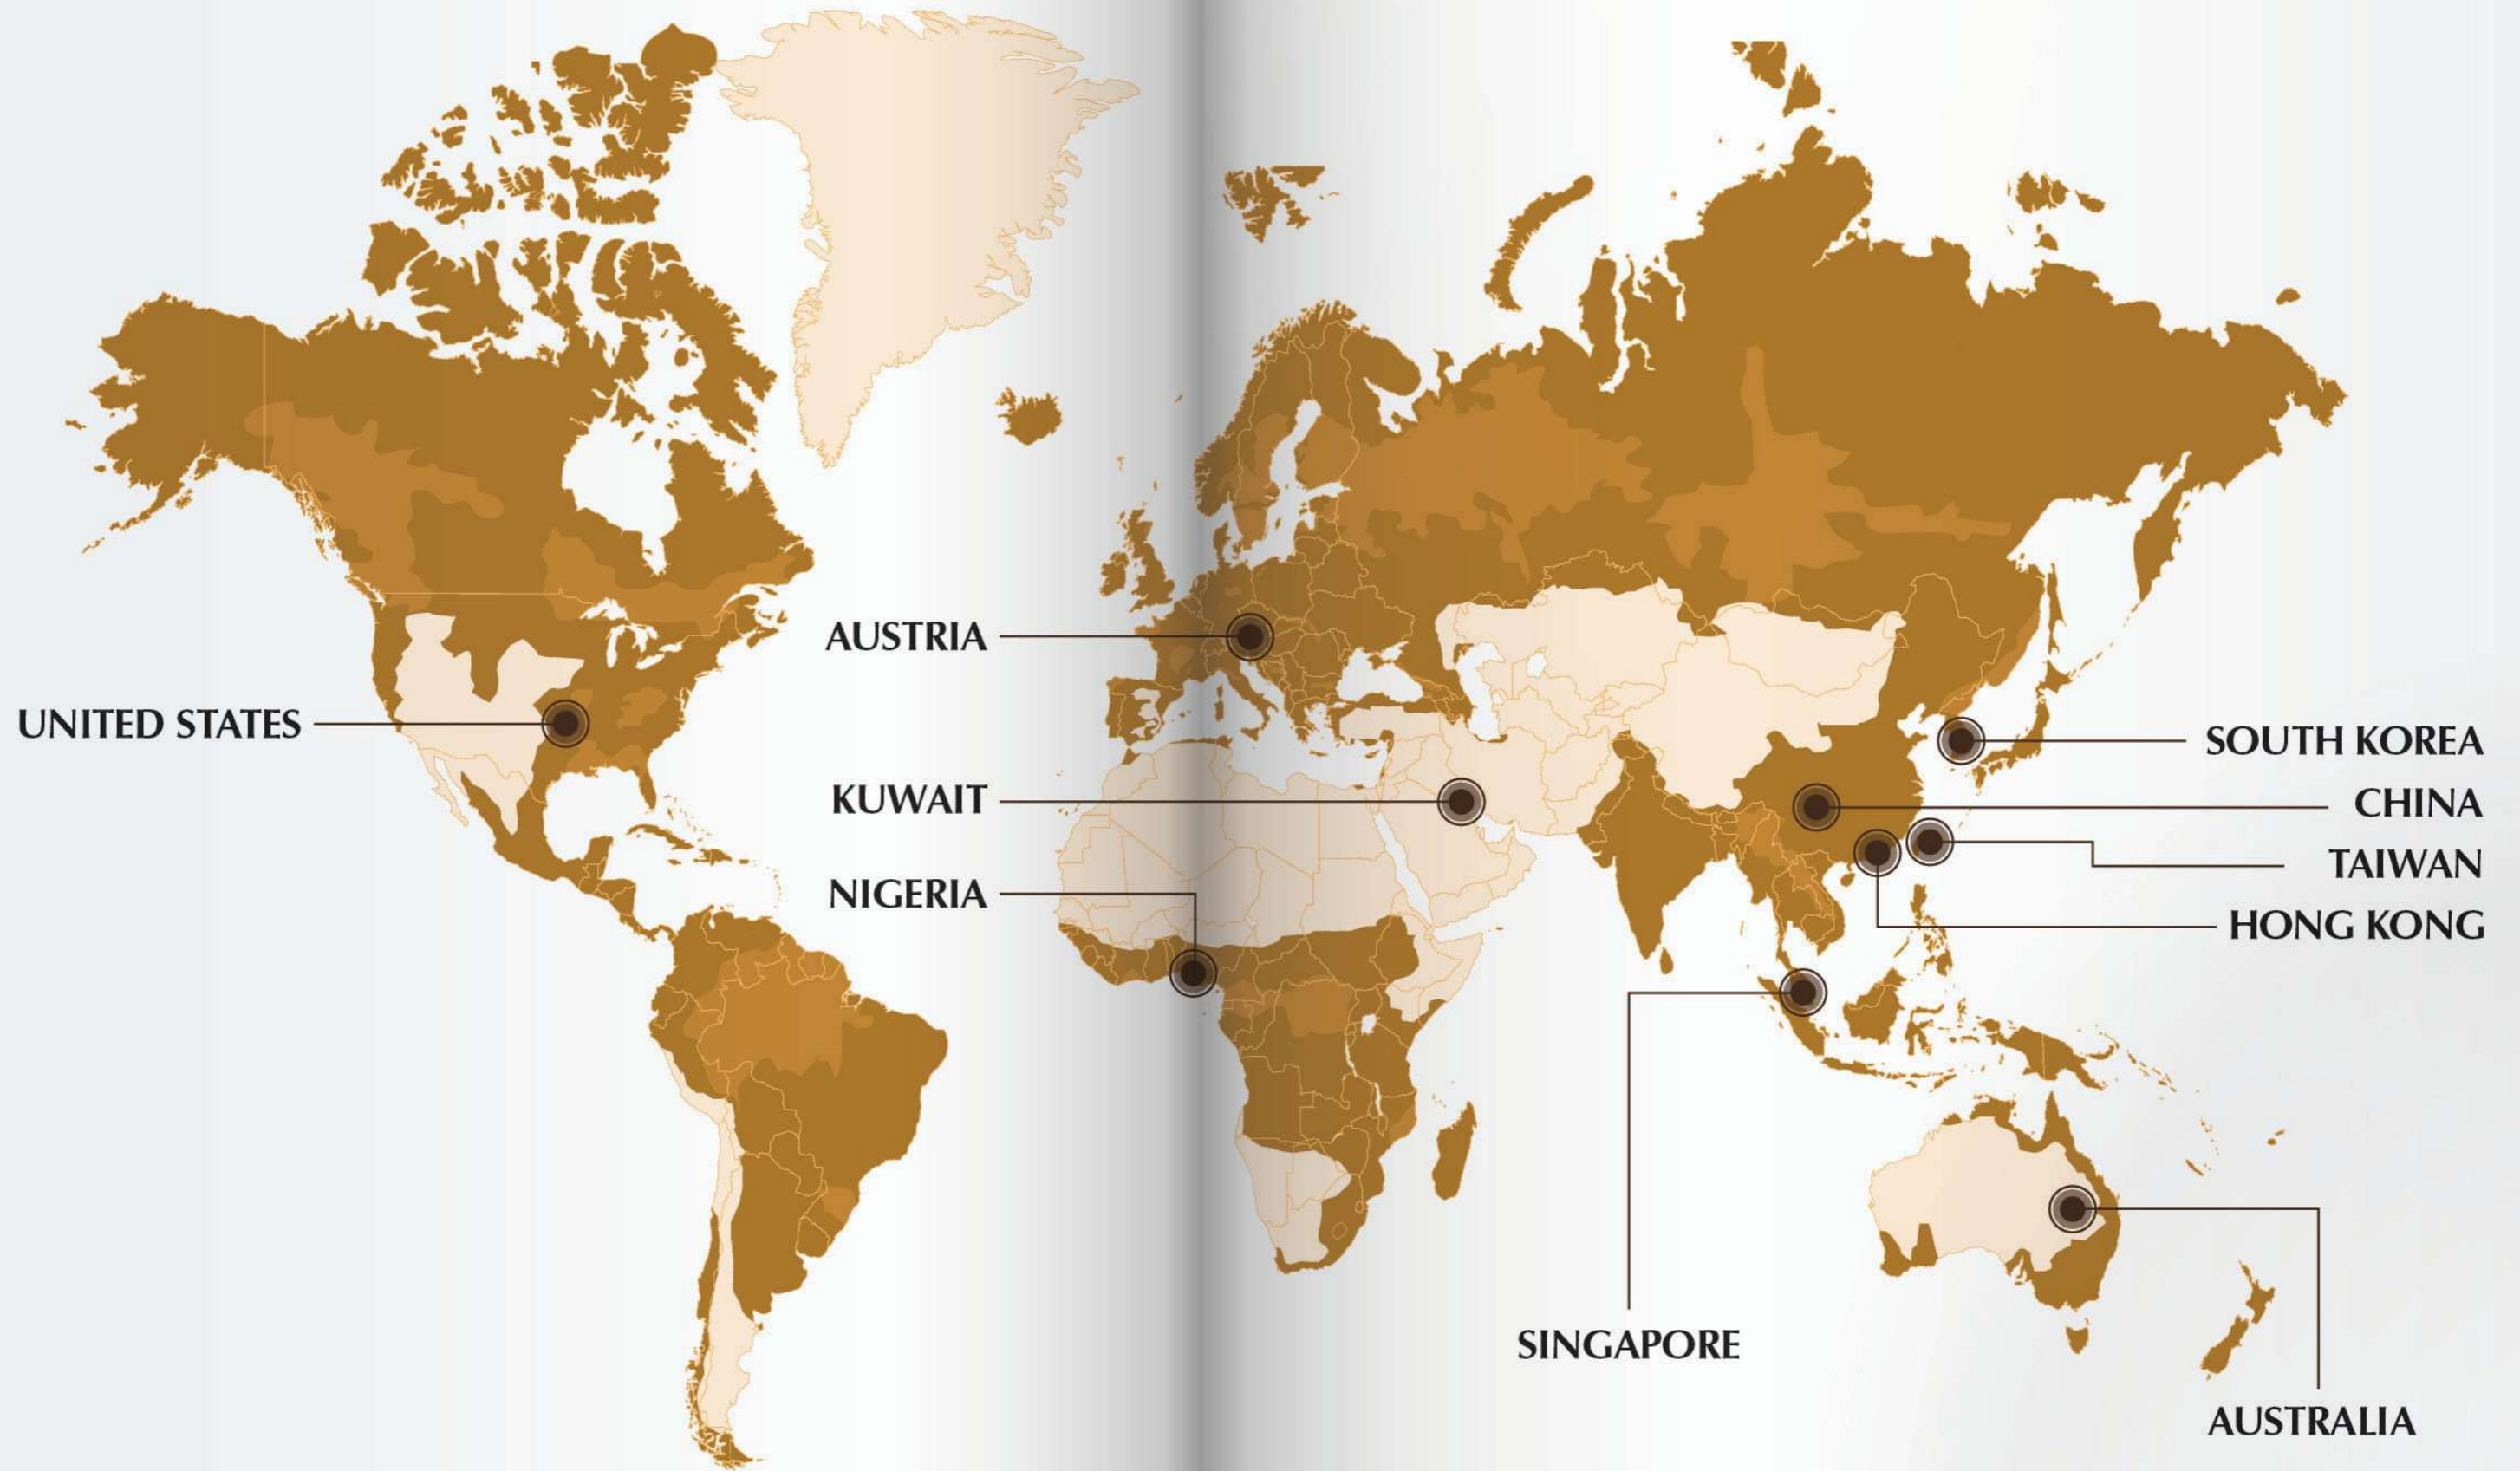 AUSTRIA
UNITED STATES
SOUTH KOREA
KUWAIT
CHINA
TAIWAN
NIGERIA
HONG KONG
SINGAPORE
AUSTRALIA